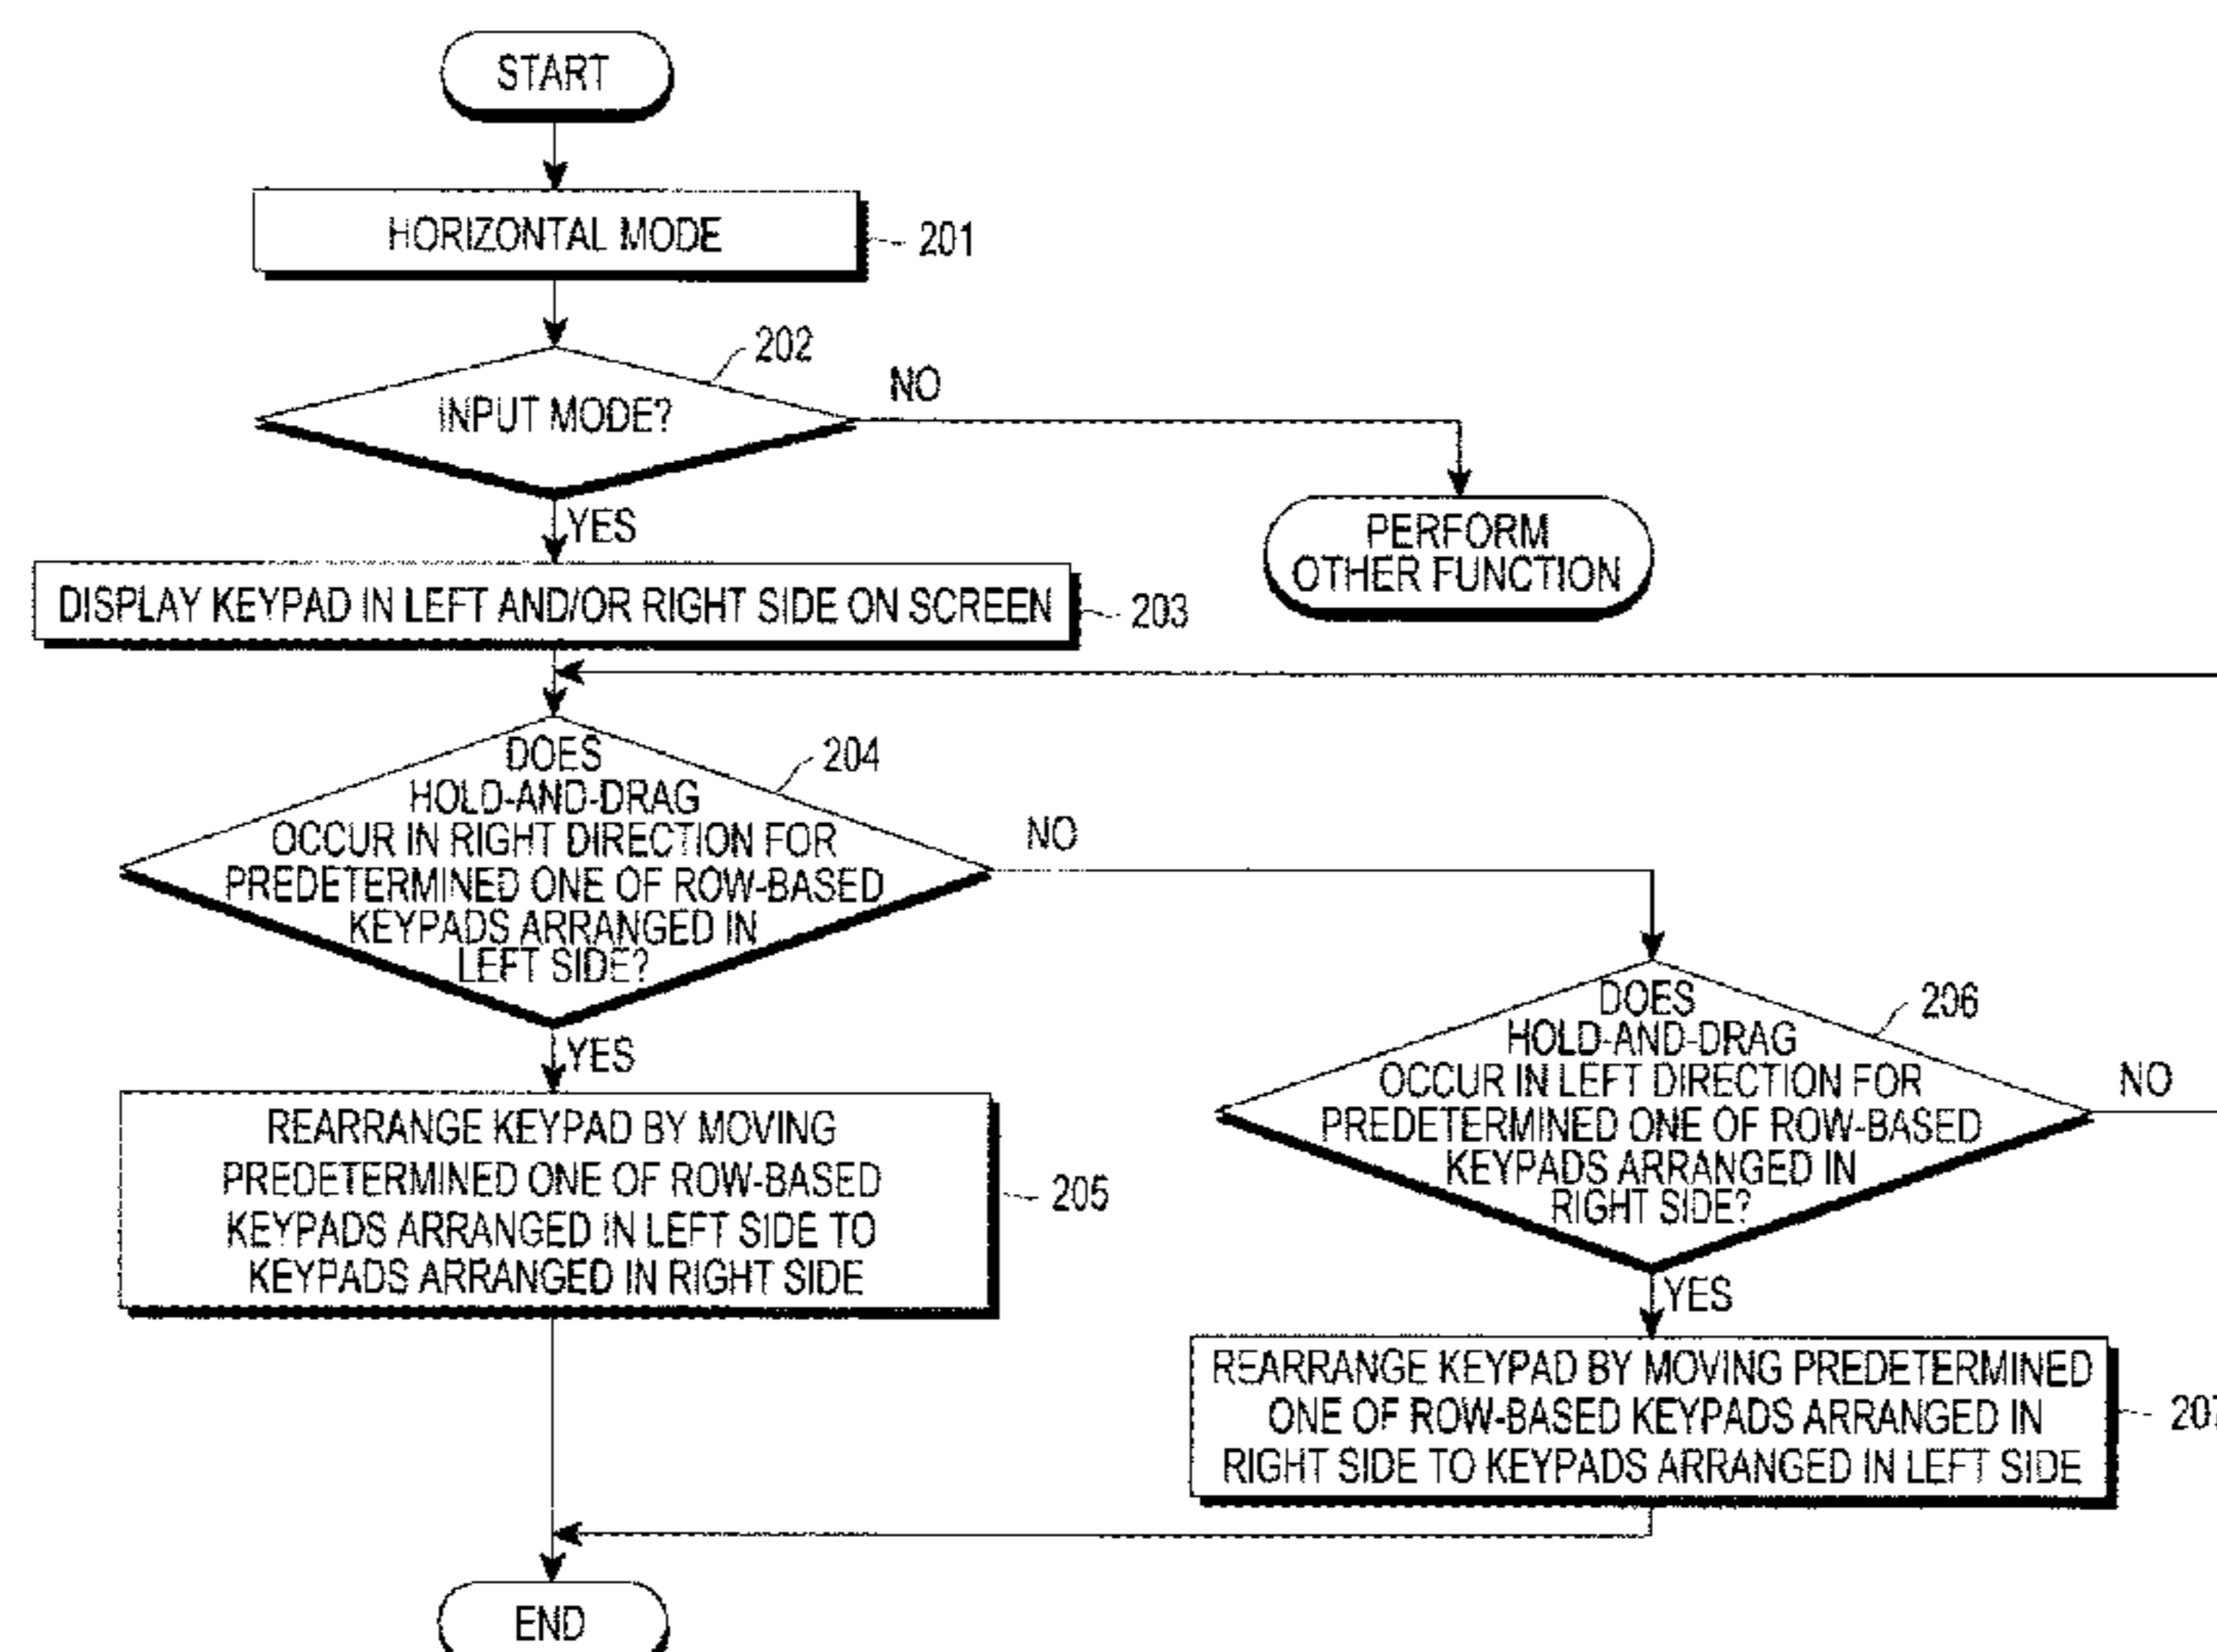 START
HORIZONTAL MODE
201
202
INPUT MODE?
NO
YES
PERFORM
OTHER FUNCTION
DISPLAY KEYPAD IN LEFT AND/OR RIGHT SIDE ON SCREEN
203
DOES
HOLD-AND-DRAG
OCCUR IN RIGHT DIRECTION FOR
PREDETERMINED ONE OF ROW-BASED
KEYPADS ARRANGED IN
LEFT SIDE?
204
NO
YES
REARRANGE KEYPAD BY MOVING
PREDETERMINED ONE OF ROW-BASED
KEYPADS ARRANGED IN LEFT SIDE TO
KEYPADS ARRANGED IN RIGHT SIDE
205
DOES
HOLD-AND-DRAG
OCCUR IN LEFT DIRECTION FOR
PREDETERMINED ONE OF ROW-BASED
KEYPADS ARRANGED IN
RIGHT SIDE?
206
NO
YES
REARRANGE KEYPAD BY MOVING PREDETERMINED
ONE OF ROW-BASED KEYPADS ARRANGED IN
RIGHT SIDE TO KEYPADS ARRANGED IN LEFT SIDE
207
END